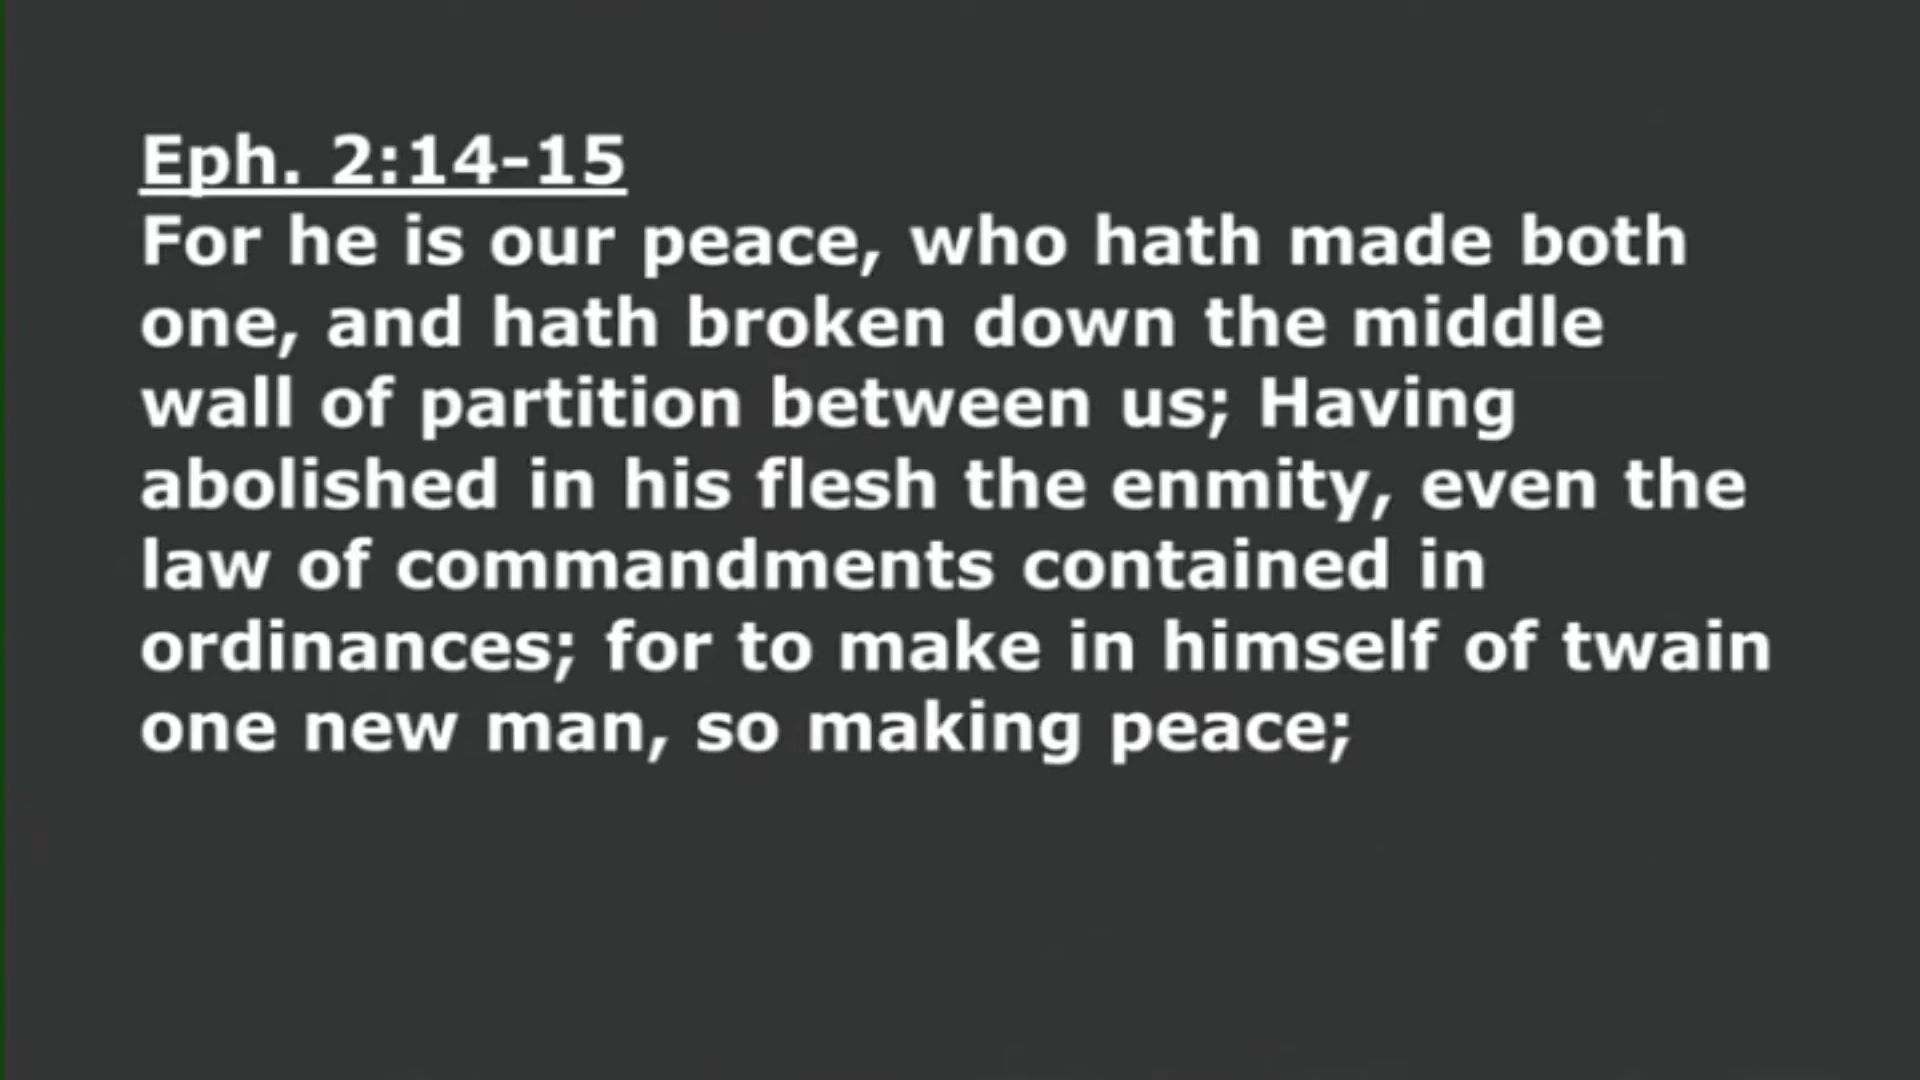 Eph. 2:14-15
For he is our peace, who hath made both
one, and hath broken down the middle
wall of partition between us; Having
abolished in his flesh the enmity, even the
law of commandments contained in
ordinances; for to make in himself of twain
one new man, so making peace;